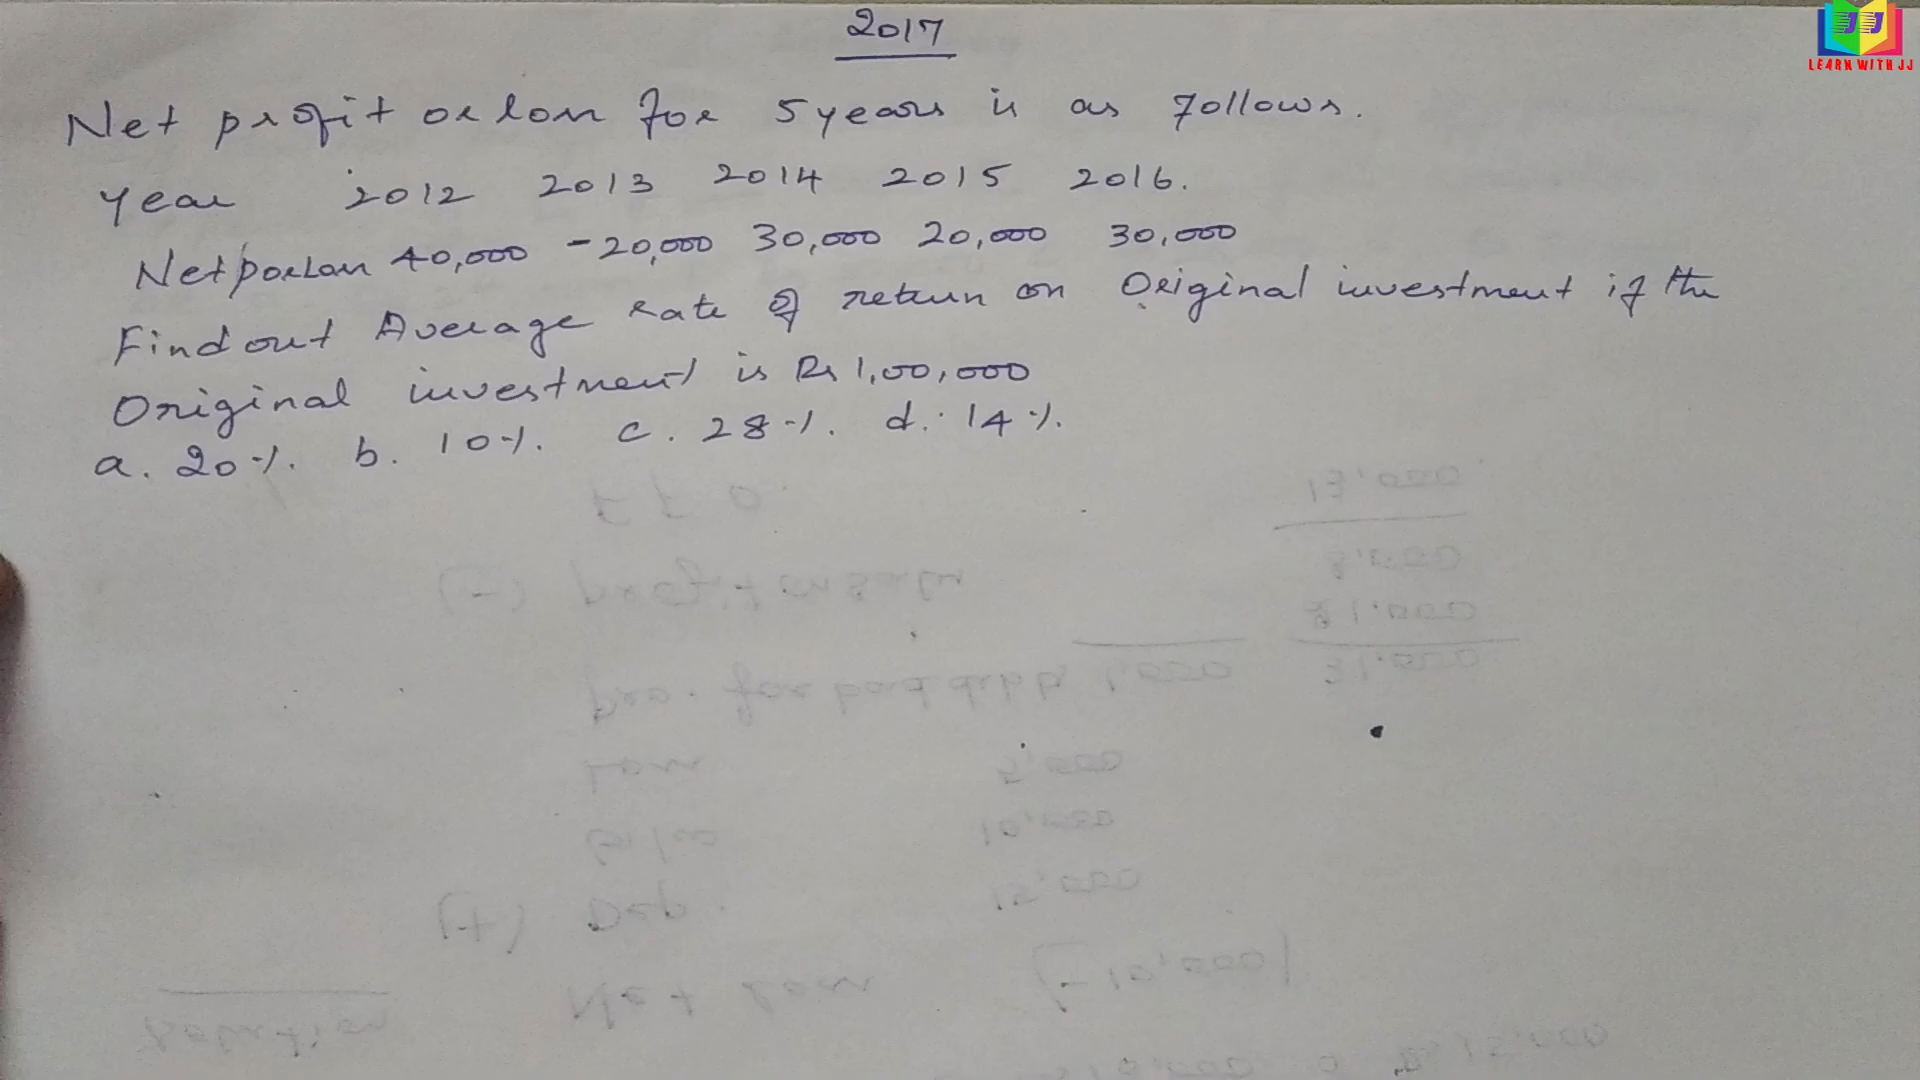 2017
LEARN WITH JJ
Net profit or loss for 5 years is as follows.
Year 2012 2013 2014 2015 2016.
Net p or Loss 40,000 -20,000 30,000 20,000 30,000
Find out Average rate of return on Original investment if the
Original investment is Rs 1,00,000
a. 20%. b. 10%. c. 28%. d. 14%.